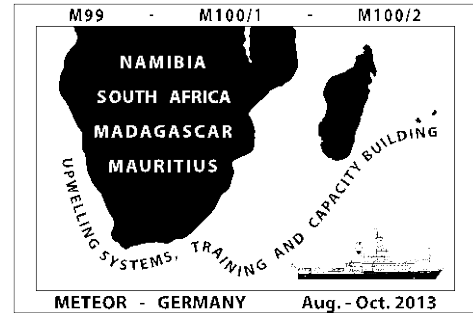 M99 - M100/1 - M100/2
NAMIBIA
SOUTH AFRICA
MADAGASCAR
MAURITIUS
UPWELLING SYSTEMS, TRAINING AND CAPACITY BUILDING
METEOR - GERMANY Aug. - Oct. 2013